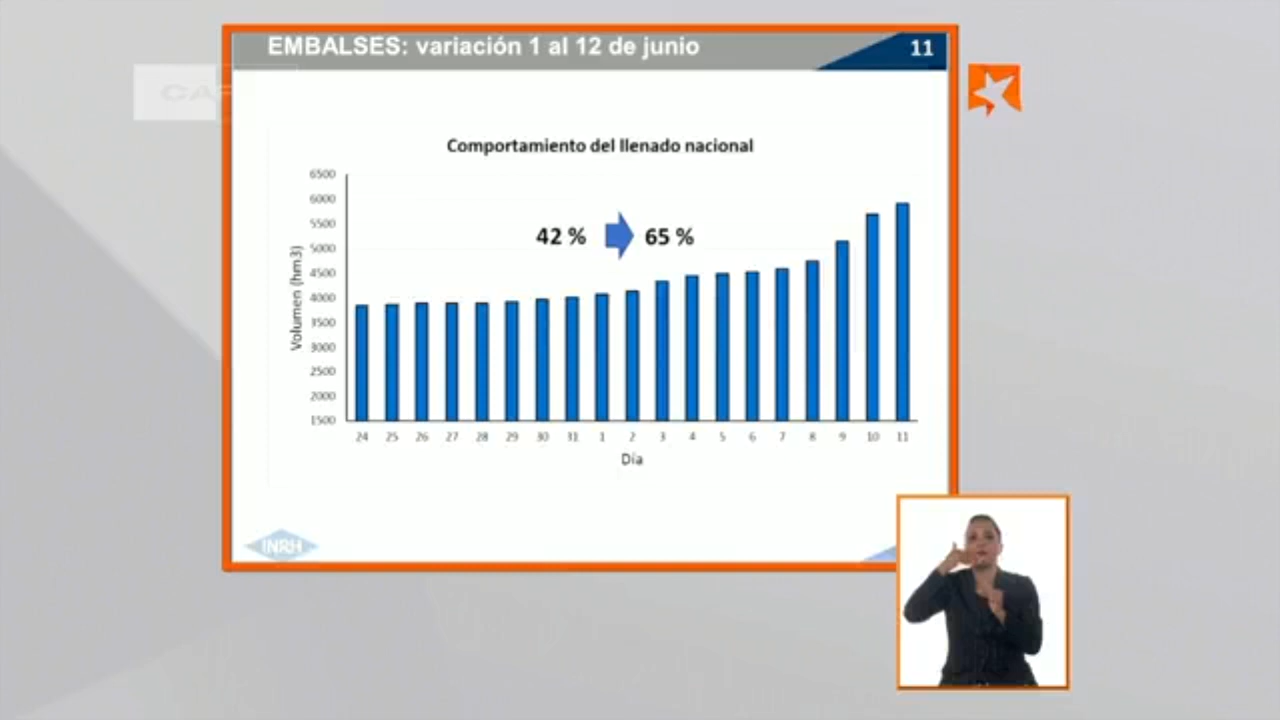 EMBALSES: variación 1 al 12 de junio
11
Comportamiento del llenado nacional
6500
6000
5500
5000
4500
4000
3500
3000
2500
2000
1500
Volumen (hm3)
42 %
65 %
24 25 26 27 28 29 30 31 1 2 3 4 5 6 7 8 9 10 11
Día
INRH